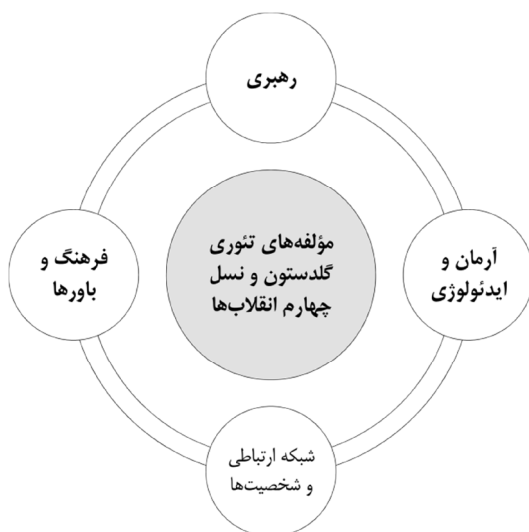 رهبری
آرمان و
ایدئولوژی
مؤلفه‌های تئوری
گلدستون و نسل
چهارم انقلاب‌ها
فرهنگ و
باورها
شبکه ارتباطی
و شخصیت‌ها